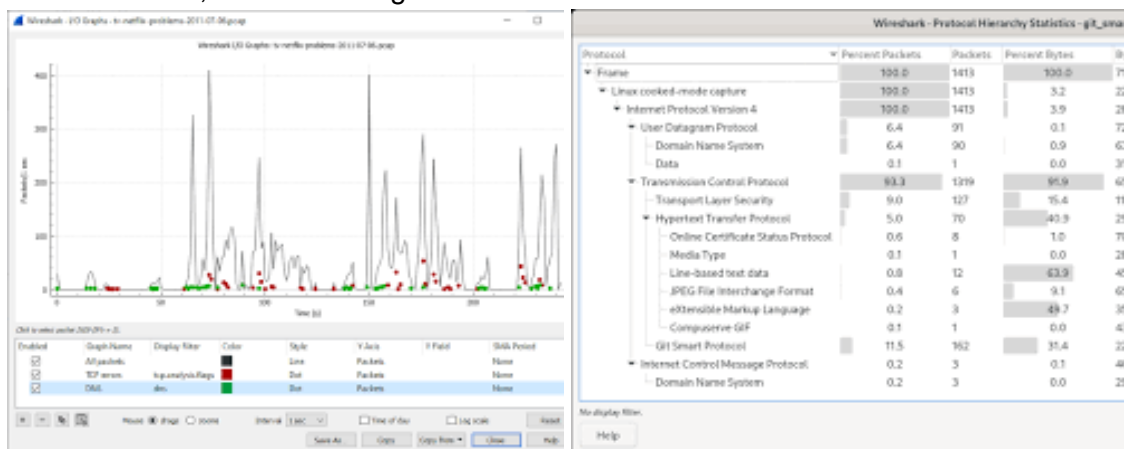 Wireshark · I/O Graphs · tv-netflix-problems-2011-07-06.pcap
Wireshark I/O Graphs: tv-netflix-problems-2011-07-06.pcap
400
300
200
100
0
Packets/1 sec
0 50 100 150 200
Time (s)
Enabled Graph Name Display Filter Color Style Y Axis Y Field SMA Period
All packets Line Packets None
TCP errors tcp.analysis.flags Dot Packets None
DNS dns Dot Packets None
Mouse drags zooms Interval 1 sec Time of day Log scale Reset
Save As… Copy Copy from Close Help
Wireshark · Protocol Hierarchy Statistics · git_sma
Protocol Percent Packets Packets Percent Bytes
Frame 100.0 1413 100.0
Linux cooked-mode capture 100.0 1413 3.2
Internet Protocol Version 4 100.0 1413 3.9
User Datagram Protocol 6.4 91 0.1
Domain Name System 6.4 90 0.9
Data 0.1 1 0.0
Transmission Control Protocol 93.3 1319 91.9
Transport Layer Security 9.0 127 15.4
Hypertext Transfer Protocol 5.0 70 40.9
Online Certificate Status Protocol 0.6 8 1.0
Media Type 0.1 1 0.0
Line-based text data 0.8 12 63.9
JPEG File Interchange Format 0.4 6 9.1
eXtensible Markup Language 0.2 3 49.7
Compuserve GIF 0.1 1 0.0
Git Smart Protocol 11.5 162 31.4
Internet Control Message Protocol 0.2 3 0.1
Domain Name System 0.2 3 0.0
No display filter.
Help